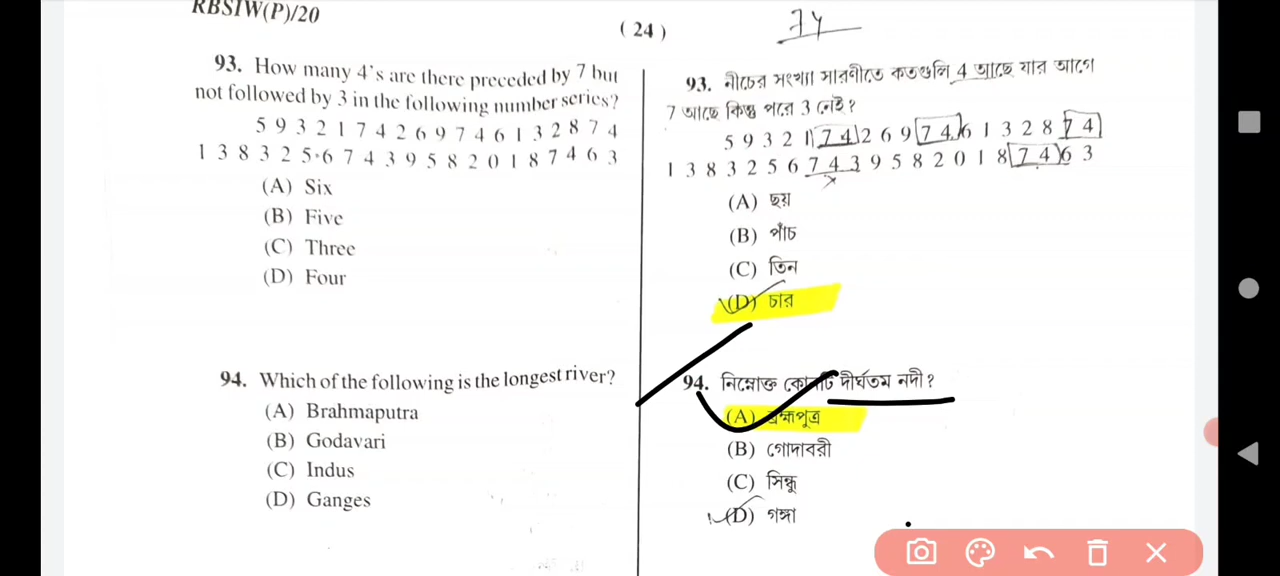 RBSIW(P)/20
( 24 )
74
93. How many 4's are there preceded by 7 but
not followed by 3 in the following number series?
5 9 3 2 1 7 4 2 6 9 7 4 6 1 3 2 8 7 4
1 3 8 3 2 5 6 7 4 3 9 5 8 2 0 1 8 7 4 6 3
(A) Six
(B) Five
(C) Three
(D) Four
94. Which of the following is the longest river?
(A) Brahmaputra
(B) Godavari
(C) Indus
(D) Ganges
93. নীচের সংখ্যা সারণীতে কতগুলি 4 আছে যার আগে
7 আছে কিন্তু পরে 3 নেই?
5 9 3 2 1 7 4 2 6 9 7 4 6 1 3 2 8 7 4
1 3 8 3 2 5 6 7 4 3 9 5 8 2 0 1 8 7 4 6 3
(A) ছয়
(B) পাঁচ
(C) তিন
(D) চার
94. নিম্নোক্ত কোনটি দীর্ঘতম নদী?
(A) ব্রহ্মপুত্র
(B) গোদাবরী
(C) সিন্ধু
(D) গঙ্গা